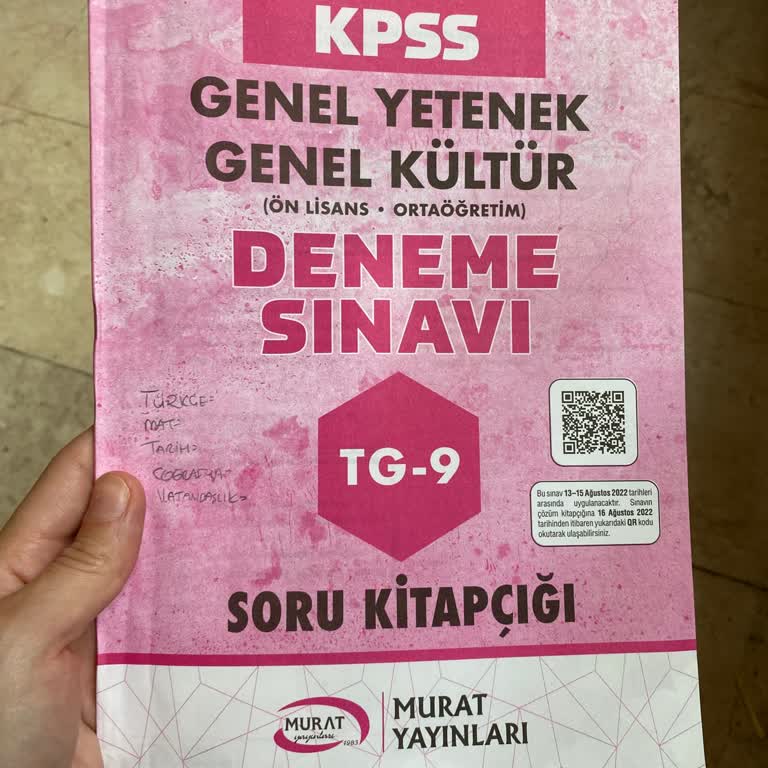 KPSS
GENEL YETENEK
GENEL KÜLTÜR
(ÖN LİSANS • ORTAÖĞRETİM)
DENEME
SINAVI
TÜRKÇE=
MAT=
TARİH=
COĞRAFYA=
VATANDAŞLIK=
TG-9
Bu sınav 13–15 Ağustos 2022 tarihleri
arasında uygulanacaktır. Sınavın
çözüm kitapçığına 16 Ağustos 2022
tarihinden itibaren yukarıdaki QR kodu
okutarak ulaşabilirsiniz.
SORU KİTAPÇIĞI
MURAT
yayınları
1983
MURAT
YAYINLARI